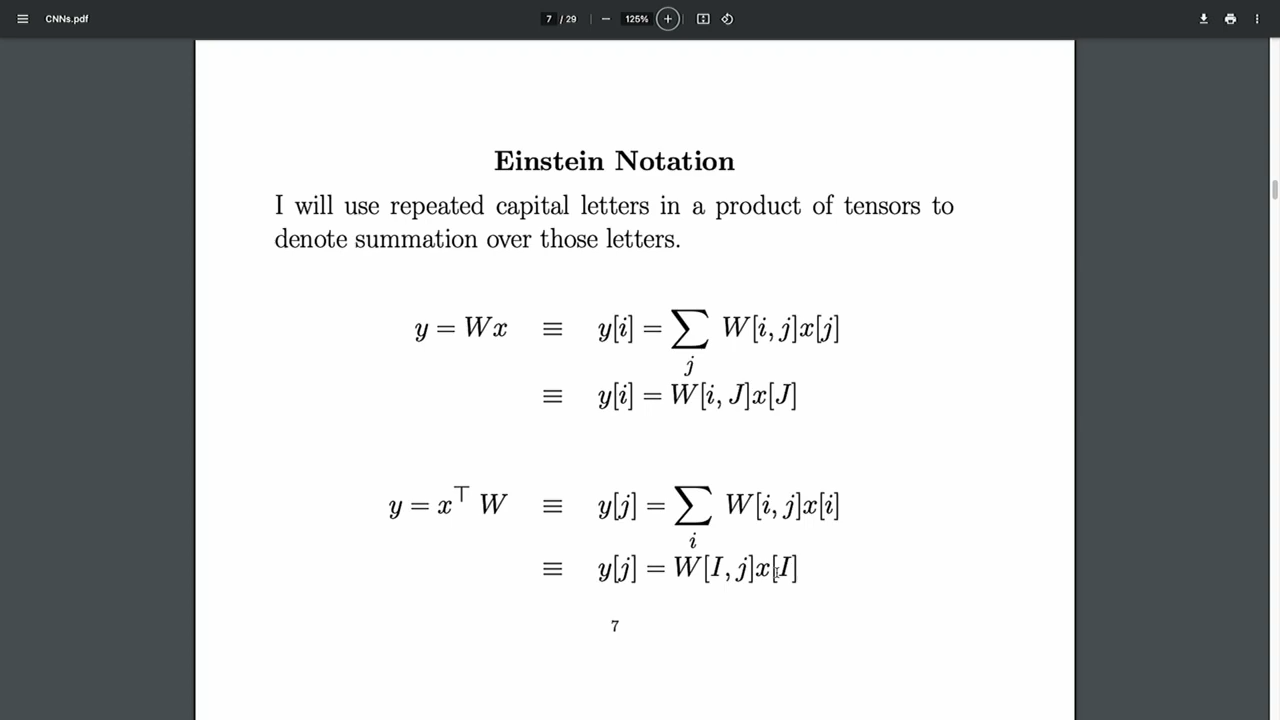 CNNs.pdf
7 / 29
125%
Einstein Notation
I will use repeated capital letters in a product of tensors to
denote summation over those letters.
y = Wx ≡ y[i] = ∑_j W[i, j]x[j]
≡ y[i] = W[i, J]x[J]
y = x^⊤ W ≡ y[j] = ∑_i W[i, j]x[i]
≡ y[j] = W[I, j]x[I]
7